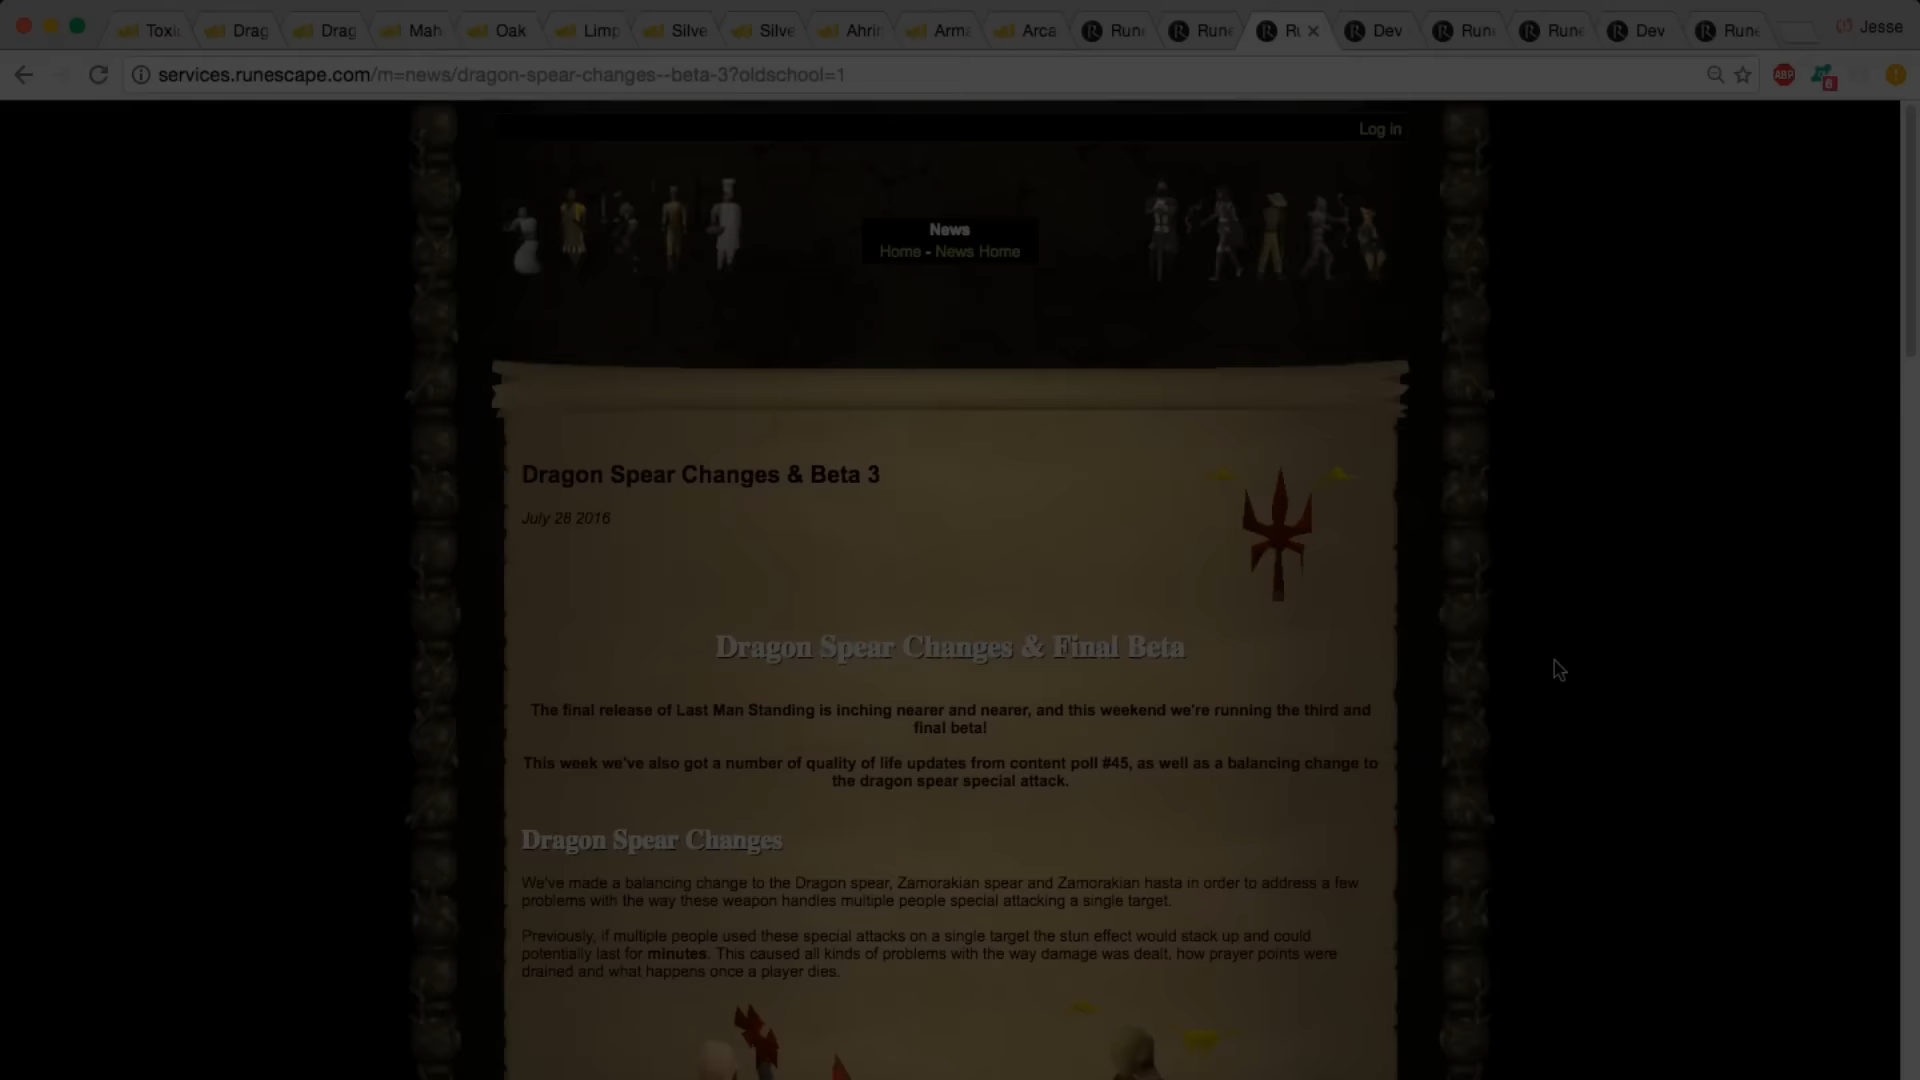 Toxi Drag Drag Mah Oak Limp Silve Silve Ahrin Arma Arca Rune Rune Ru Dev Rune Rune Dev Rune Jesse
services.runescape.com/m=news/dragon-spear-changes--beta-3?oldschool=1
ABP
6
Log in
News
Home - News Home
Dragon Spear Changes & Beta 3
July 28 2016
Dragon Spear Changes & Final Beta
The final release of Last Man Standing is inching nearer and nearer, and this weekend we're running the third and
final beta!
This week we've also got a number of quality of life updates from content poll #45, as well as a balancing change to
the dragon spear special attack.
Dragon Spear Changes
We've made a balancing change to the Dragon spear, Zamorakian spear and Zamorakian hasta in order to address a few
problems with the way these weapon handles multiple people special attacking a single target.
Previously, if multiple people used these special attacks on a single target the stun effect would stack up and could
potentially last for minutes. This caused all kinds of problems with the way damage was dealt, how prayer points were
drained and what happens once a player dies.